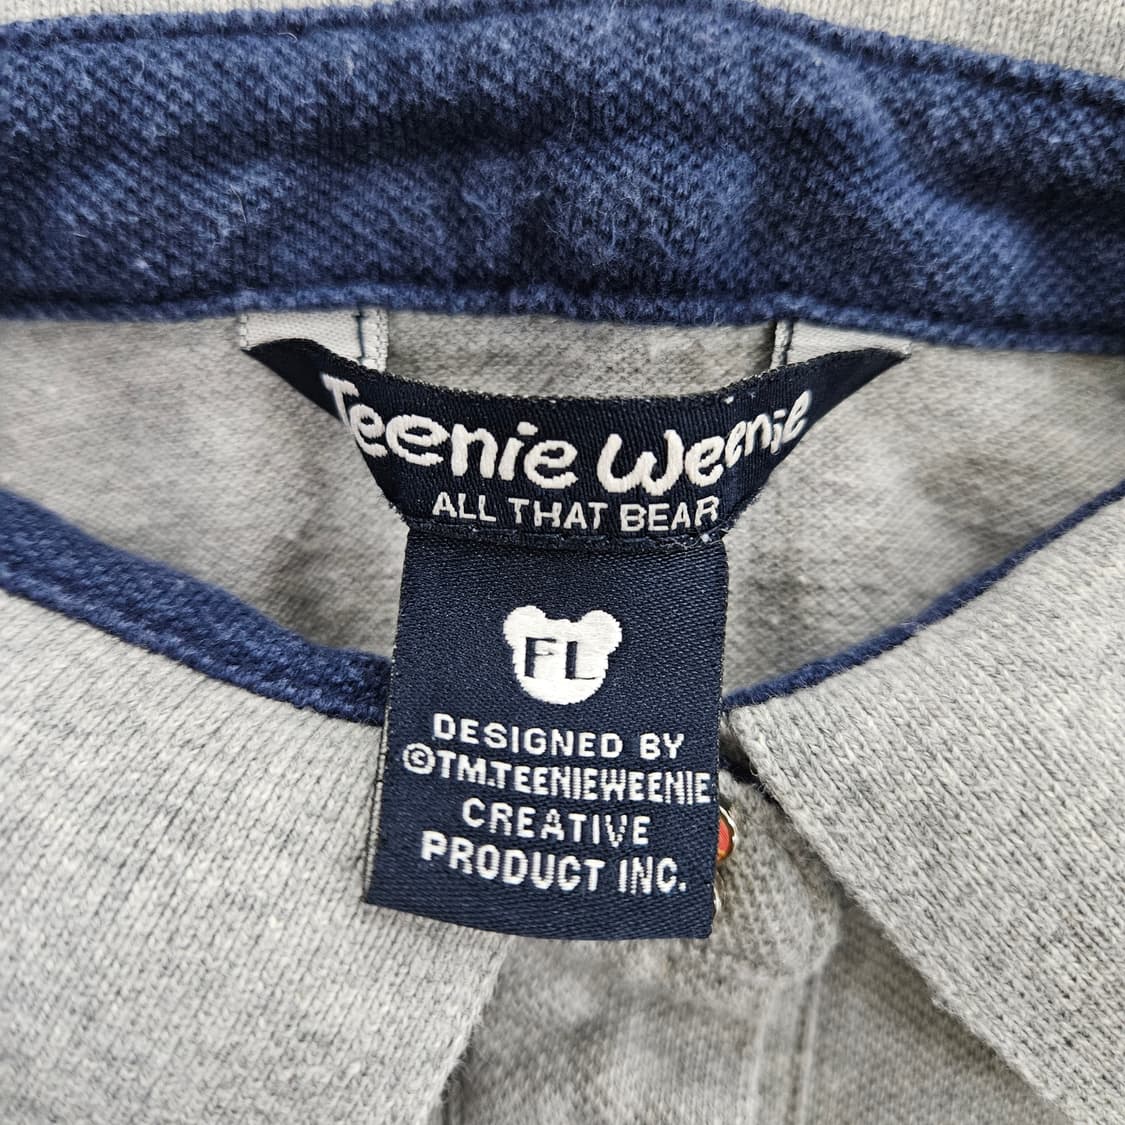 Teenie Weenie
ALL THAT BEAR
FL
DESIGNED BY
©TM.TEENIEWEENIE
CREATIVE
PRODUCT INC.